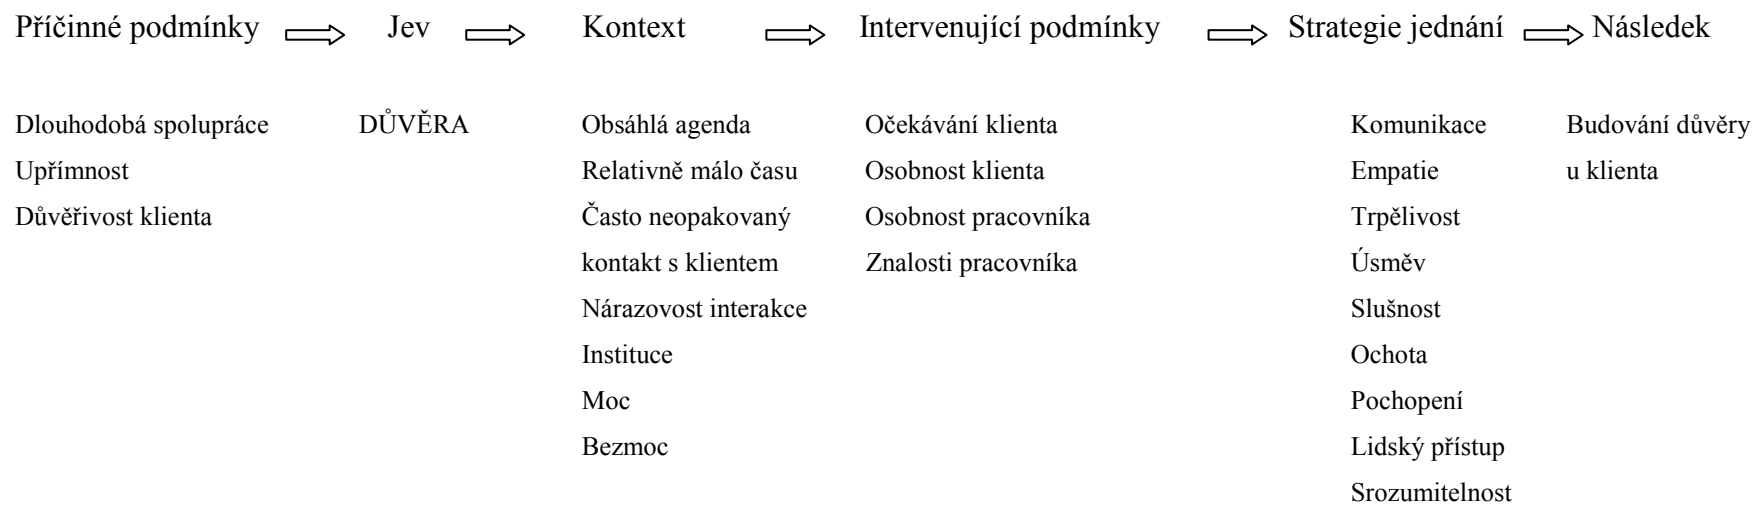 Příčinné podmínky Jev Kontext Intervenující podmínky Strategie jednání Následek
Dlouhodobá spolupráce DŮVĚRA Obsáhlá agenda Očekávání klienta Komunikace Budování důvěry
Upřímnost Relativně málo času Osobnost klienta Empatie u klienta
Důvěřivost klienta Často neopakovaný Osobnost pracovníka Trpělivost
kontakt s klientem Znalosti pracovníka Úsměv
Nárazovost interakce Slušnost
Instituce Ochota
Moc Pochopení
Bezmoc Lidský přístup
Srozumitelnost